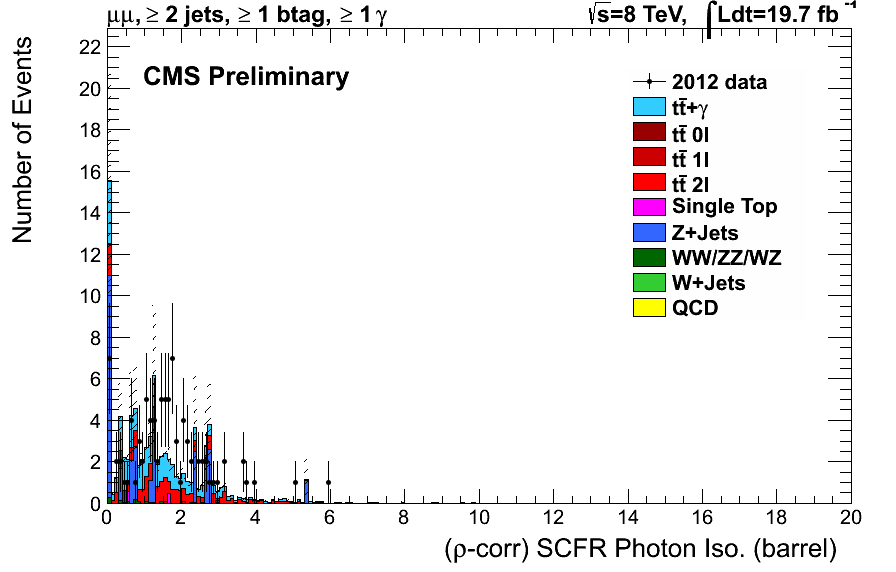 μμ, ≥ 2 jets, ≥ 1 btag, ≥ 1 γ
√s=8 TeV, ∫Ldt=19.7 fb⁻¹
CMS Preliminary
2012 data
tt̄+γ
tt̄ 0l
tt̄ 1l
tt̄ 2l
Single Top
Z+Jets
WW/ZZ/WZ
W+Jets
QCD
Number of Events
22
20
18
16
14
12
10
8
6
4
2
0
0 2 4 6 8 10 12 14 16 18 20
(ρ-corr) SCFR Photon Iso. (barrel)